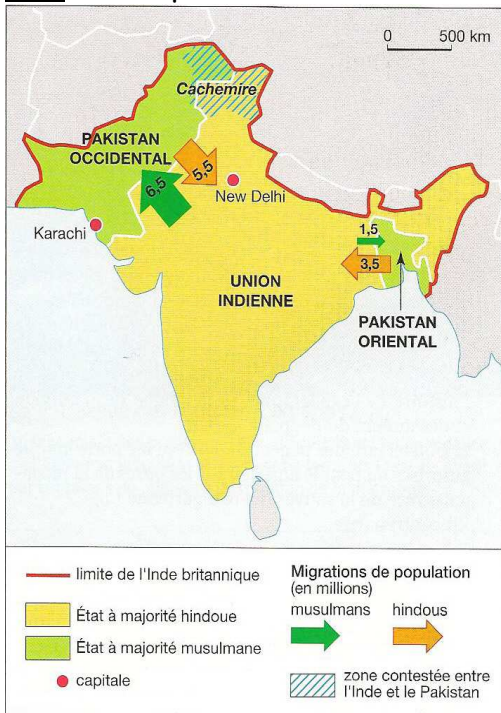 0 500 km
Cachemire
PAKISTAN
OCCIDENTAL
6,5
5,5
New Delhi
Karachi
UNION
INDIENNE
1,5
3,5
PAKISTAN
ORIENTAL
limite de l'Inde britannique
État à majorité hindoue
État à majorité musulmane
capitale
Migrations de population
(en millions)
musulmans hindous
zone contestée entre
l'Inde et le Pakistan